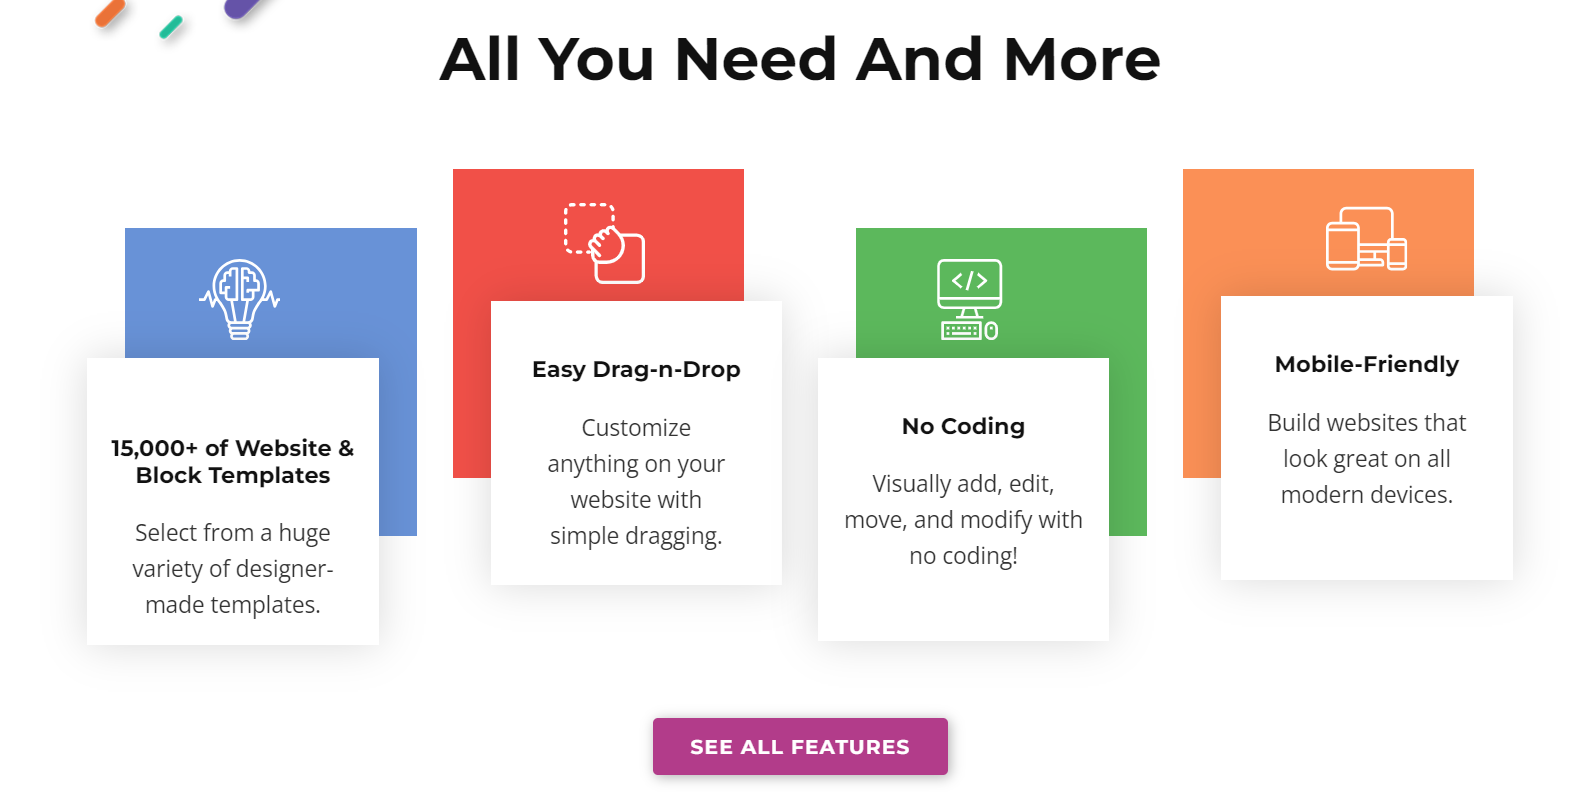 All You Need And More
15,000+ of Website &
Block Templates
Select from a huge
variety of designer-
made templates.
Easy Drag-n-Drop
Customize
anything on your
website with
simple dragging.
No Coding
Visually add, edit,
move, and modify with
no coding!
Mobile-Friendly
Build websites that
look great on all
modern devices.
SEE ALL FEATURES